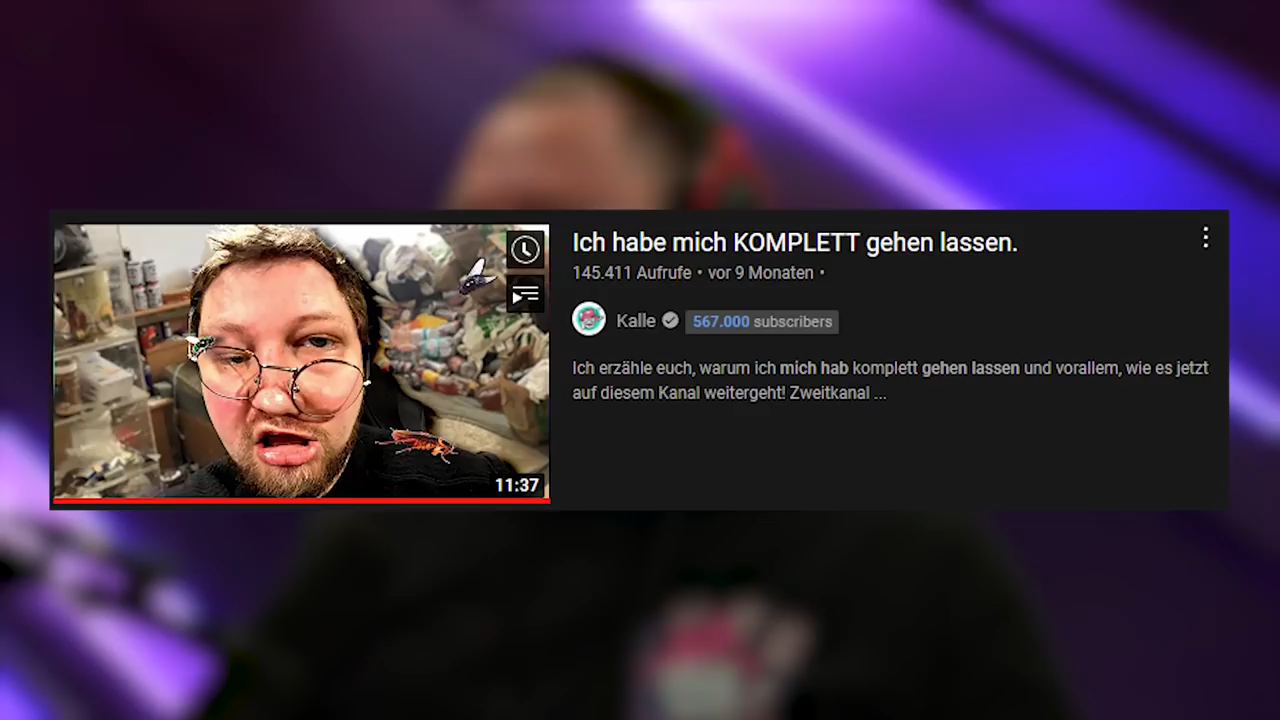 Ich habe mich KOMPLETT gehen lassen.
145.411 Aufrufe • vor 9 Monaten •
Kalle 567.000 subscribers
Ich erzähle euch, warum ich mich hab komplett gehen lassen und vorallem, wie es jetzt
auf diesem Kanal weitergeht! Zweitkanal ...
11:37